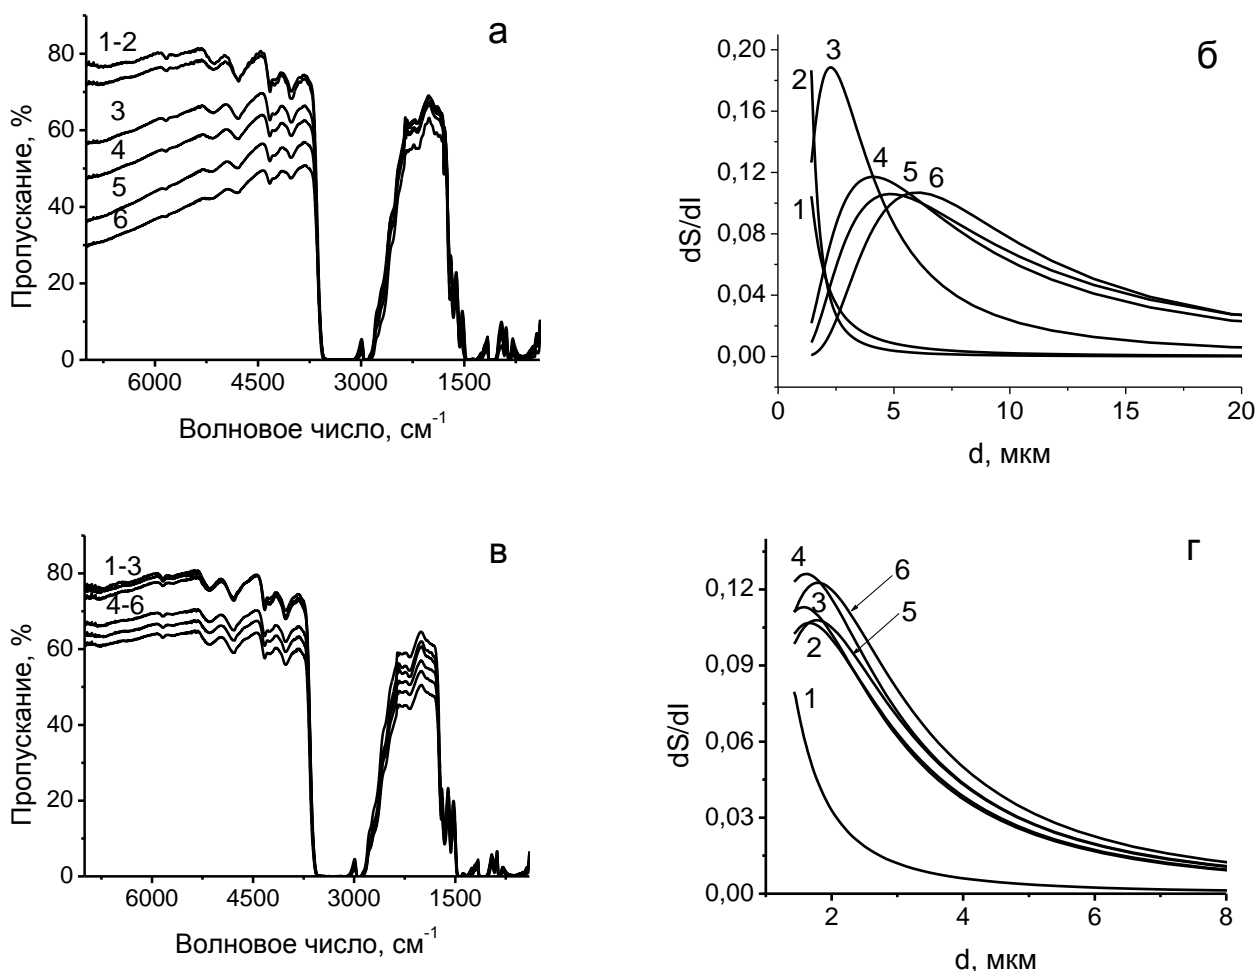 а
Пропускание, %
80
60
40
20
0
1-2
3
4
5
6
6000 4500 3000 1500
Волновое число, см⁻¹
б
dS/dl
0,20
0,16
0,12
0,08
0,04
0,00
2 3
4 5 6
1
0 5 10 15 20
d, мкм
в
Пропускание, %
80
60
40
20
0
1-3
4-6
6000 4500 3000 1500
Волновое число, см⁻¹
г
dS/dl
0,12
0,09
0,06
0,03
0,00
4
6
3
5
2
1
2 4 6 8
d, мкм